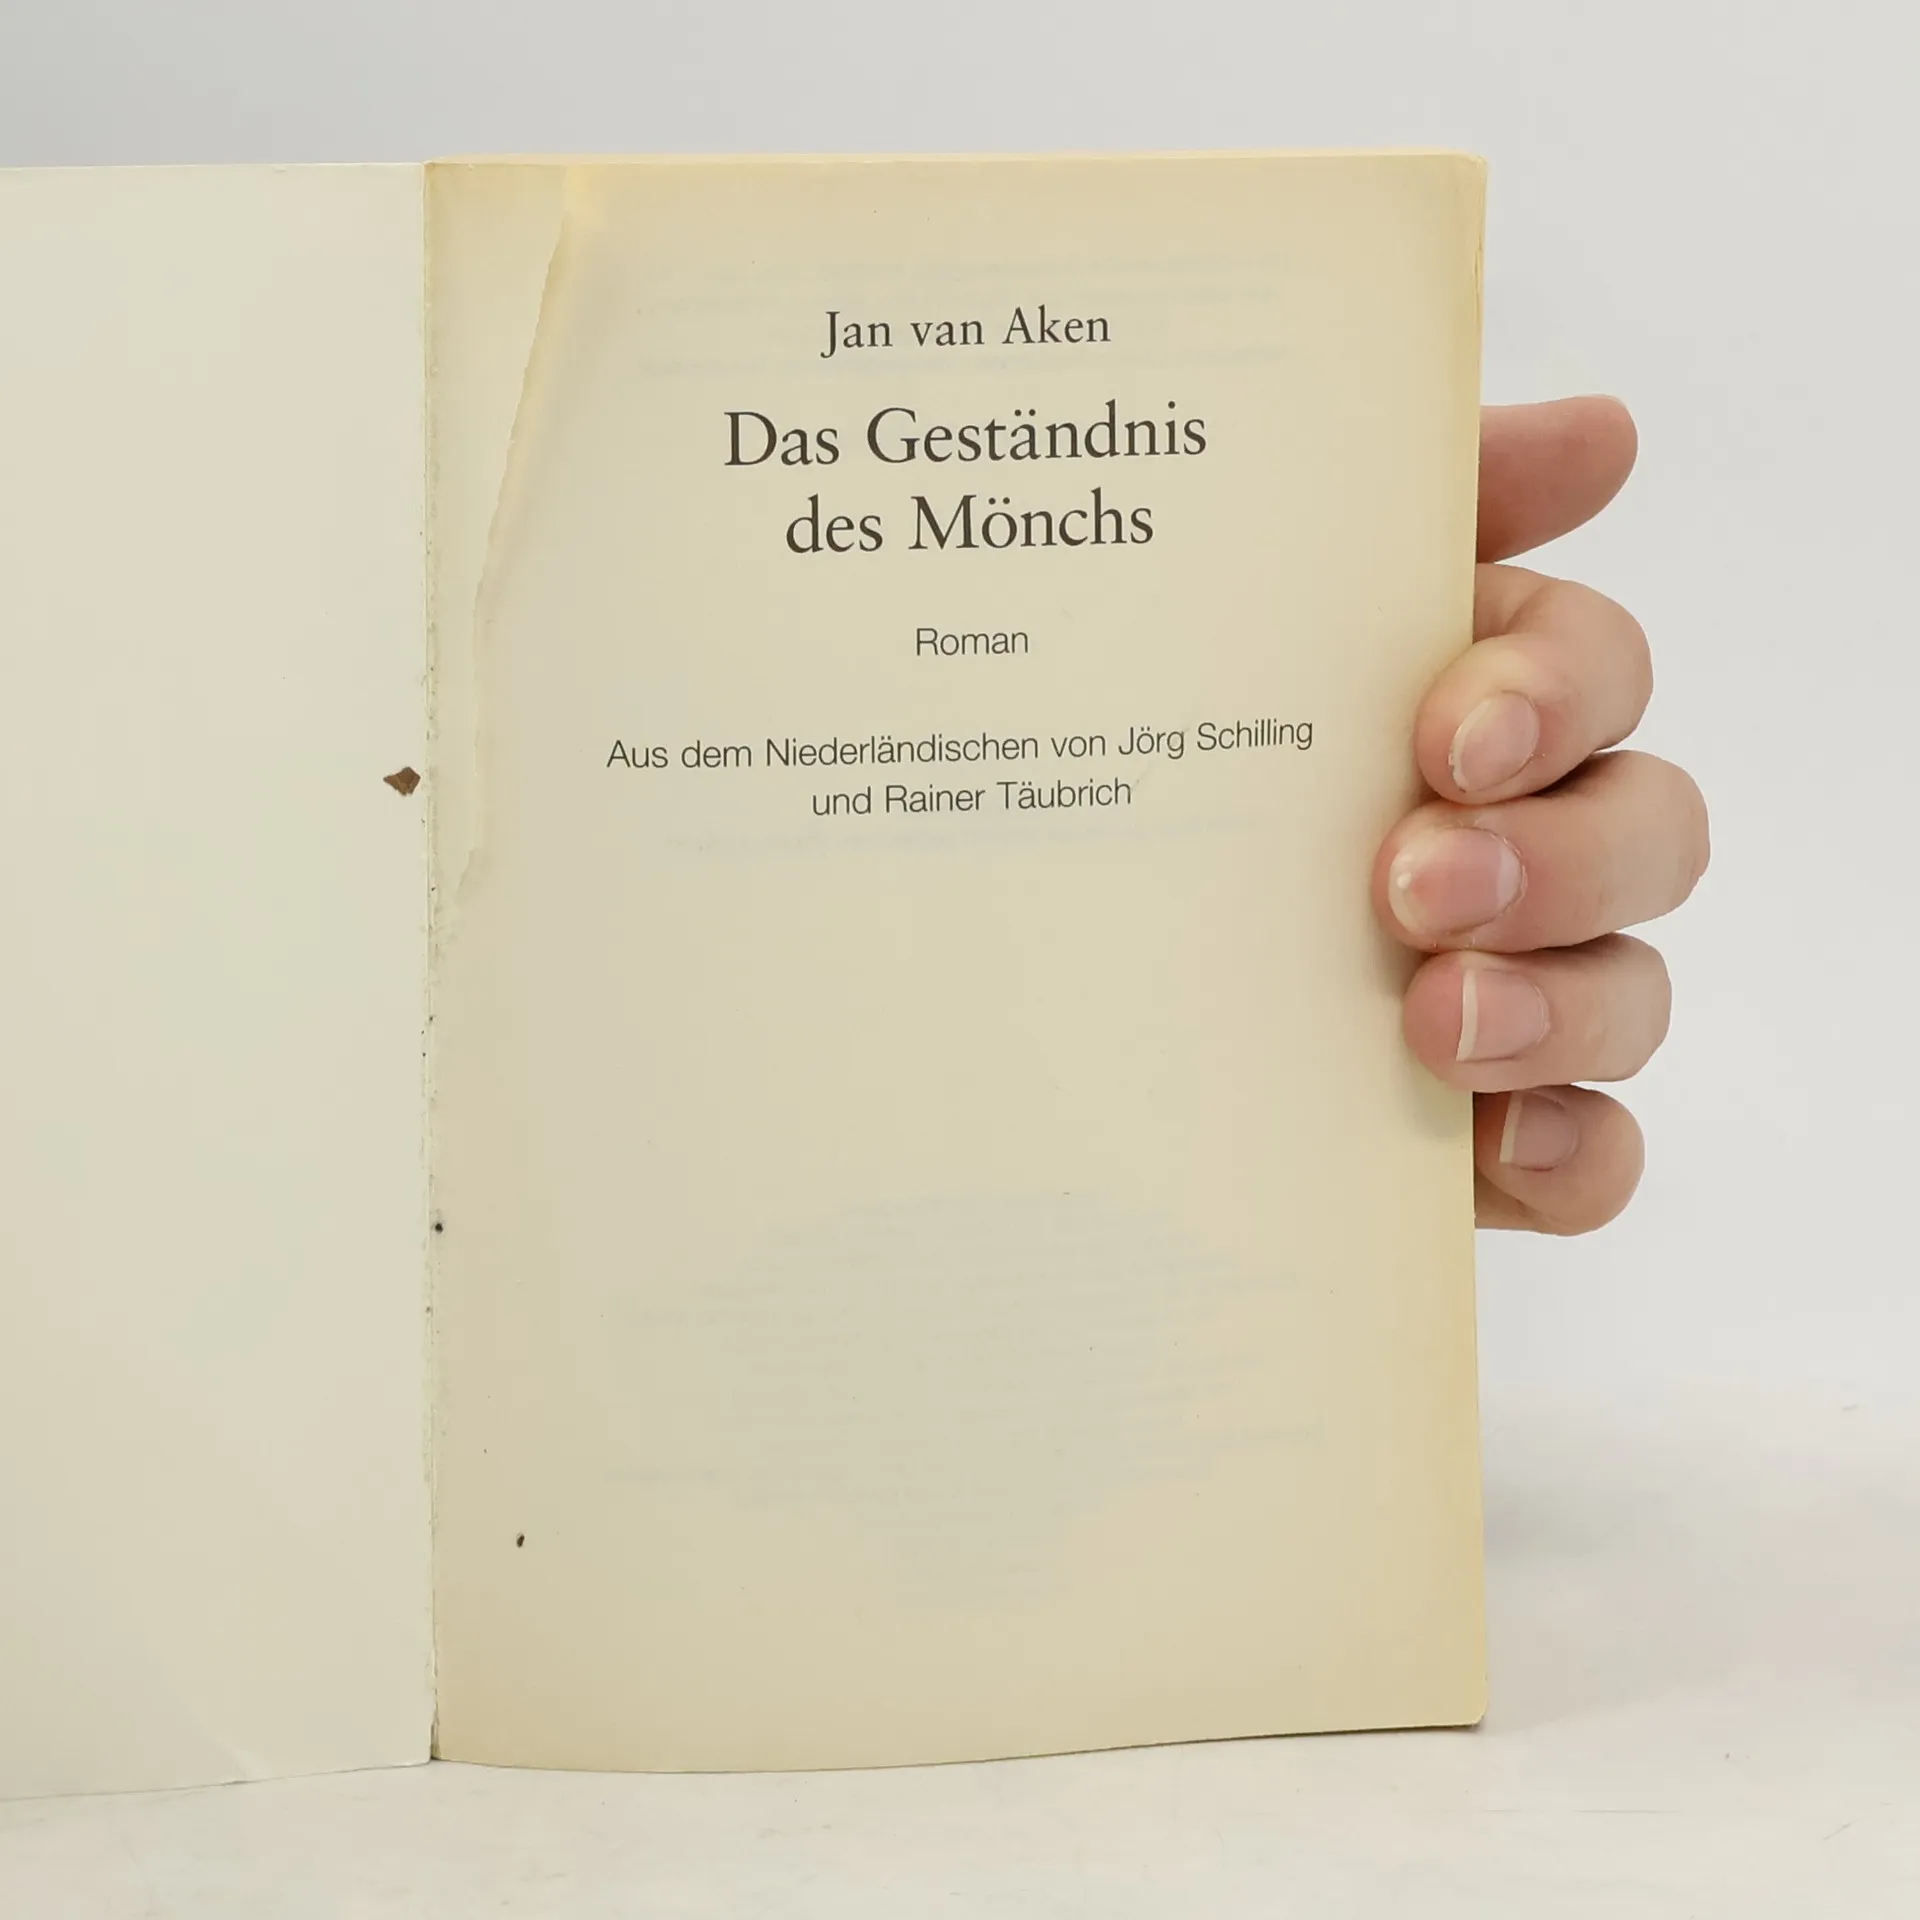 Jan van Aken
Das Geständnis
des Mönchs
Roman
Aus dem Niederländischen von Jörg Schilling
und Rainer Täubrich